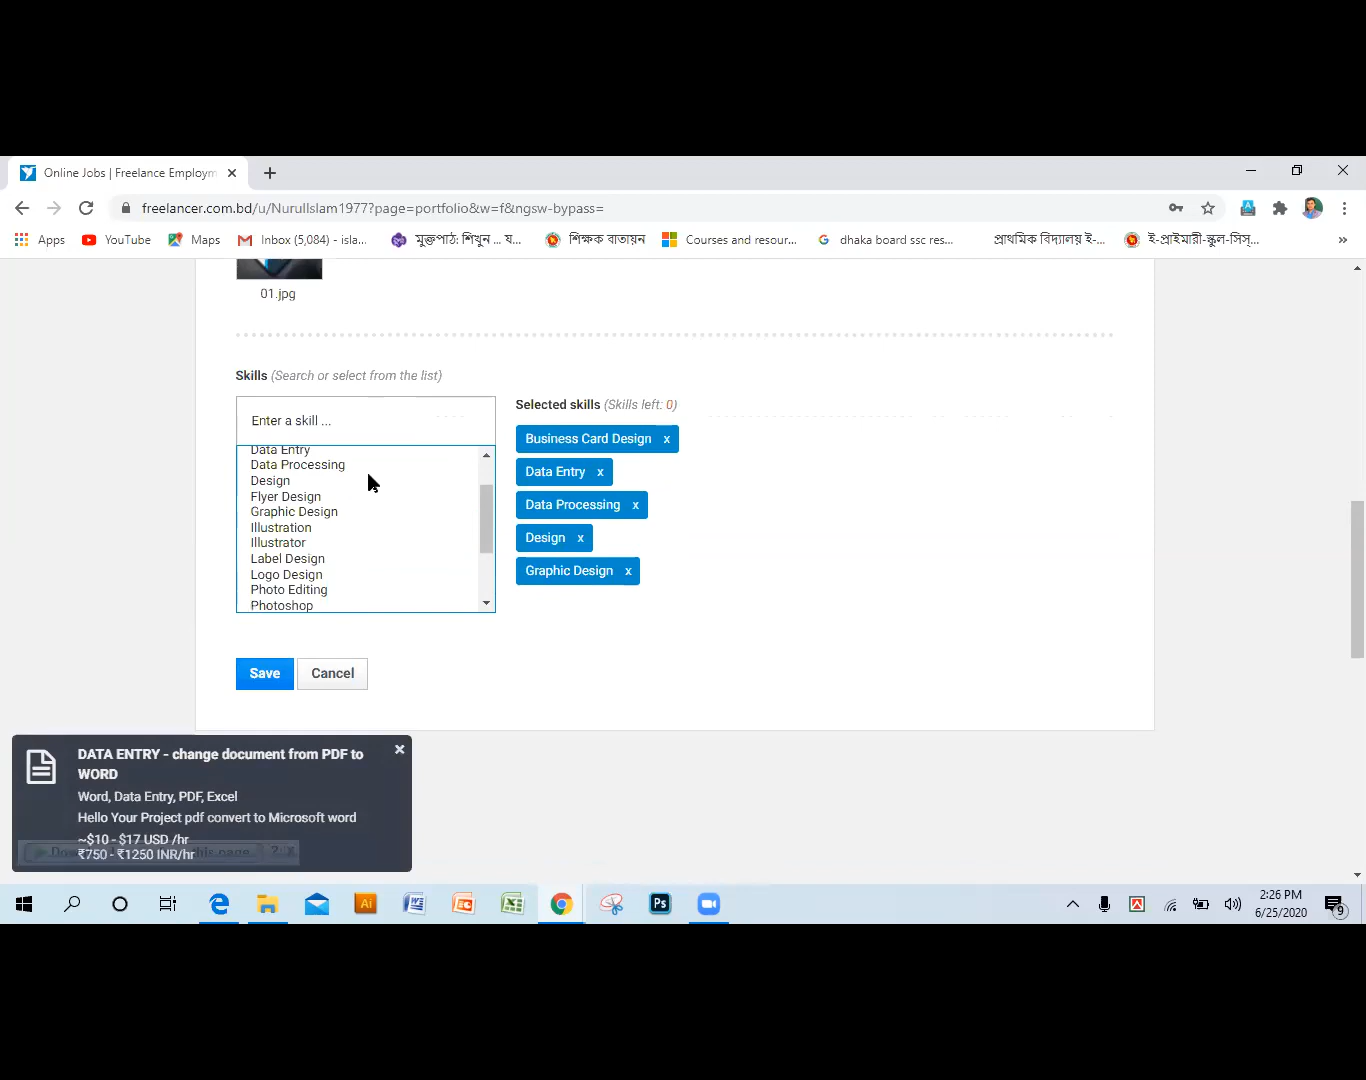 Online Jobs | Freelance Employm
freelancer.com.bd/u/NurulIslam1977?page=portfolio&w=f&ngsw-bypass=
Apps YouTube Maps Inbox (5,084) - isla... মুক্তপাঠ: শিখুন ... য... শিক্ষক বাতায়ন Courses and resour... dhaka board ssc res... প্রাথমিক বিদ্যালয় ই-... ই-প্রাইমারী-স্কুল-সিস্... »
01.jpg
Skills (Search or select from the list)
Enter a skill ...
Data Entry
Data Processing
Design
Flyer Design
Graphic Design
Illustration
Illustrator
Label Design
Logo Design
Photo Editing
Photoshop
Selected skills (Skills left: 0)
Business Card Design x
Data Entry x
Data Processing x
Design x
Graphic Design x
Save Cancel
DATA ENTRY - change document from PDF to
WORD
Word, Data Entry, PDF, Excel
Hello Your Project pdf convert to Microsoft word
~$10 - $17 USD /hr
₹750 - ₹1250 INR/hr
this page ? X
Ai Ps
2:26 PM
6/25/2020
9